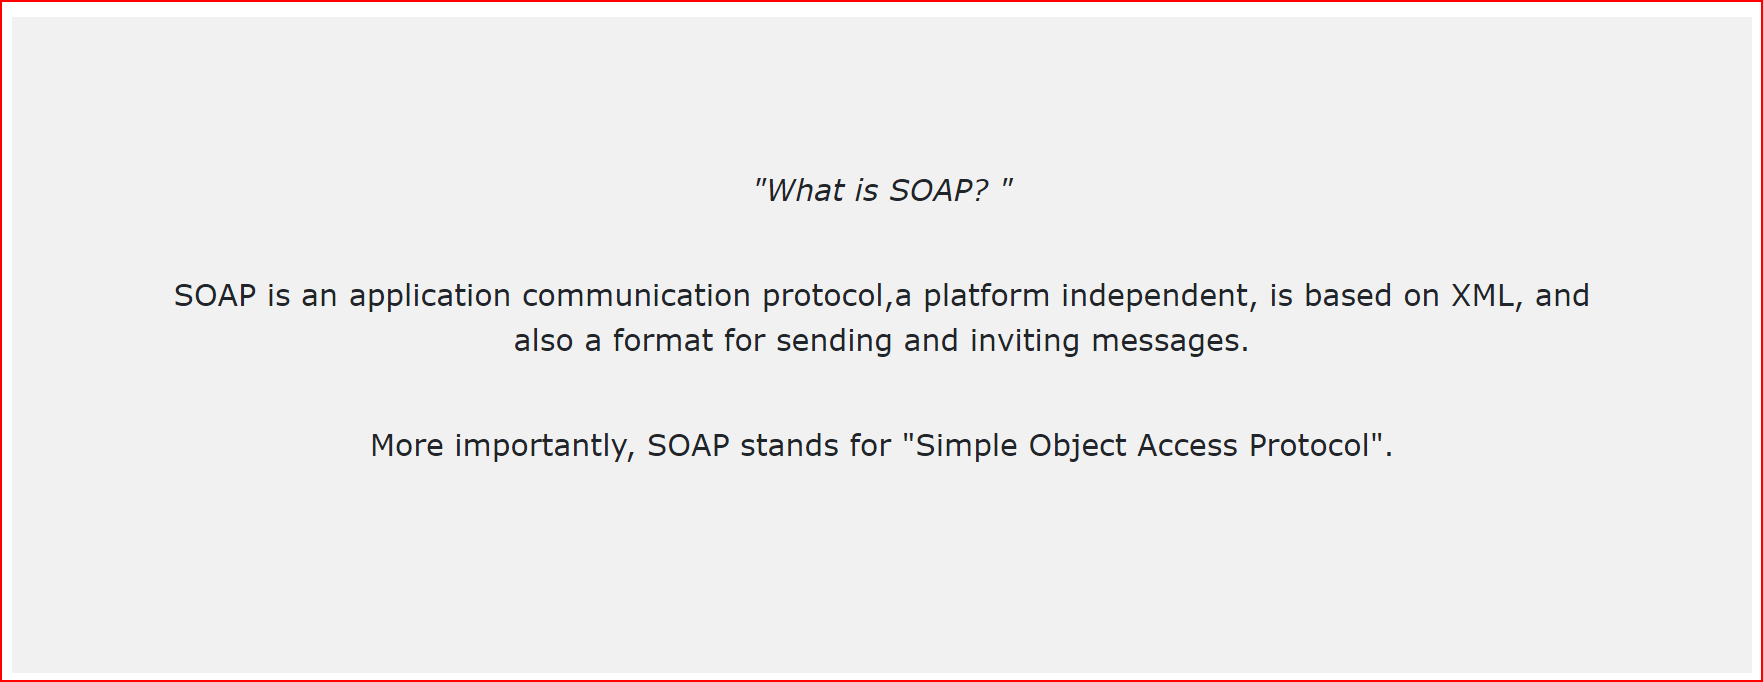 "What is SOAP? "
SOAP is an application communication protocol,a platform independent, is based on XML, and
also a format for sending and inviting messages.
More importantly, SOAP stands for "Simple Object Access Protocol".